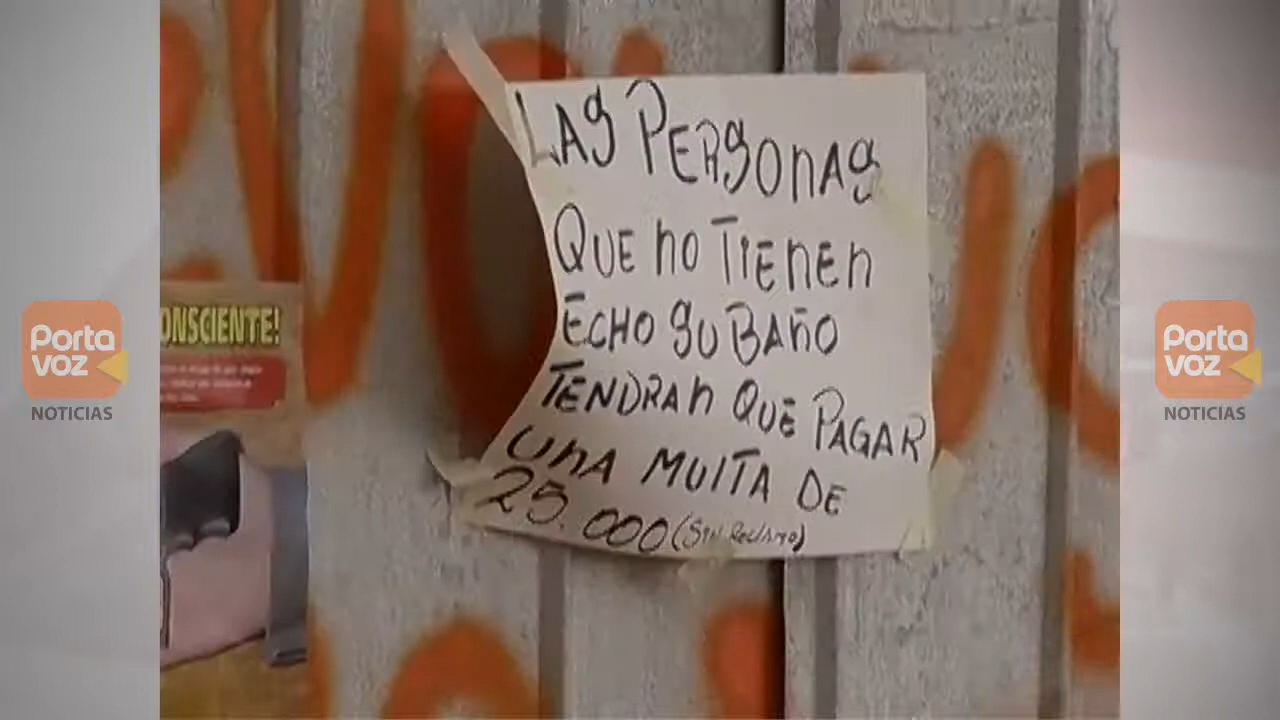 LAS PERSONAS
QUE NO TIENEN
ECHO SU BAÑO
TENDRAN QUE PAGAR
UNA MULTA DE
25.000 (SIN RECLAMO)
ONSCIENTE!
Porta
voz
NOTICIAS
Porta
voz
NOTICIAS